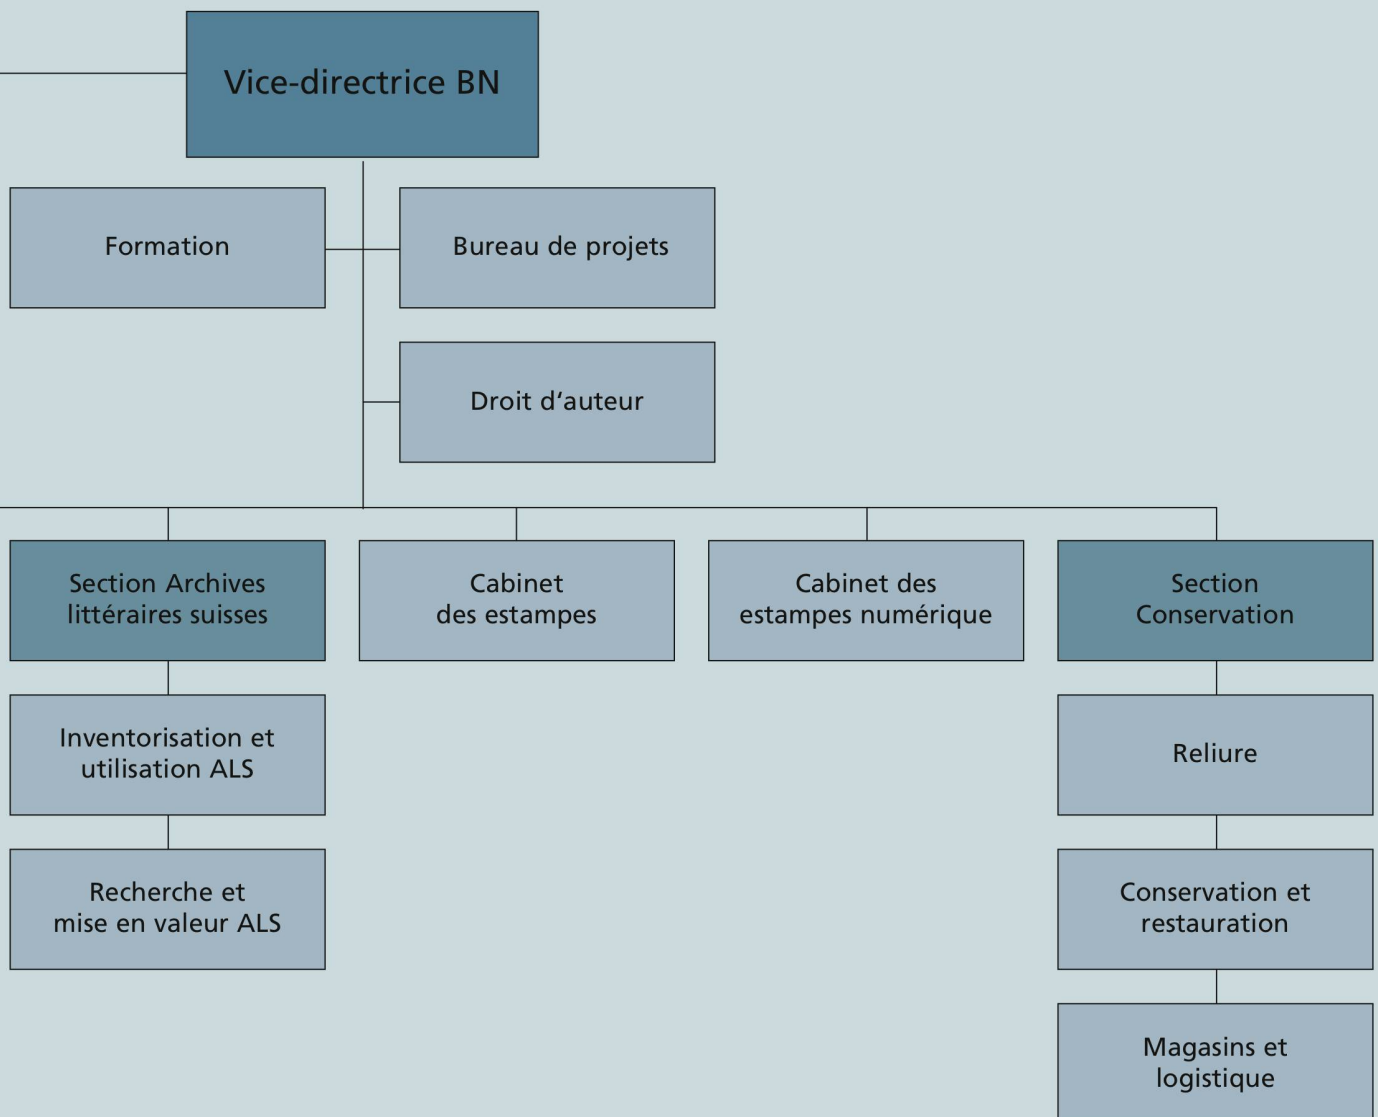 Vice-directrice BN
Formation
Bureau de projets
Droit d‘auteur
Section Archives
littéraires suisses
Cabinet
des estampes
Cabinet des
estampes numérique
Section
Conservation
Inventorisation et
utilisation ALS
Reliure
Recherche et
mise en valeur ALS
Conservation et
restauration
Magasins et
logistique